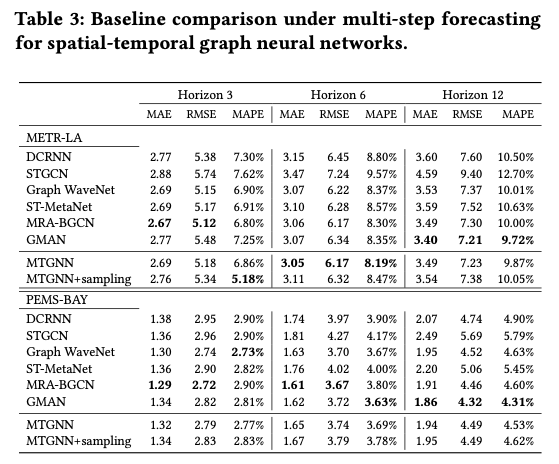 Table 3: Baseline comparison under multi-step forecasting
for spatial-temporal graph neural networks.
Horizon 3 Horizon 6 Horizon 12
MAE RMSE MAPE MAE RMSE MAPE MAE RMSE MAPE
METR-LA
DCRNN 2.77 5.38 7.30% 3.15 6.45 8.80% 3.60 7.60 10.50%
STGCN 2.88 5.74 7.62% 3.47 7.24 9.57% 4.59 9.40 12.70%
Graph WaveNet 2.69 5.15 6.90% 3.07 6.22 8.37% 3.53 7.37 10.01%
ST-MetaNet 2.69 5.17 6.91% 3.10 6.28 8.57% 3.59 7.52 10.63%
MRA-BGCN 2.67 5.12 6.80% 3.06 6.17 8.30% 3.49 7.30 10.00%
GMAN 2.77 5.48 7.25% 3.07 6.34 8.35% 3.40 7.21 9.72%
MTGNN 2.69 5.18 6.86% 3.05 6.17 8.19% 3.49 7.23 9.87%
MTGNN+sampling 2.76 5.34 5.18% 3.11 6.32 8.47% 3.54 7.38 10.05%
PEMS-BAY
DCRNN 1.38 2.95 2.90% 1.74 3.97 3.90% 2.07 4.74 4.90%
STGCN 1.36 2.96 2.90% 1.81 4.27 4.17% 2.49 5.69 5.79%
Graph WaveNet 1.30 2.74 2.73% 1.63 3.70 3.67% 1.95 4.52 4.63%
ST-MetaNet 1.36 2.90 2.82% 1.76 4.02 4.00% 2.20 5.06 5.45%
MRA-BGCN 1.29 2.72 2.90% 1.61 3.67 3.80% 1.91 4.46 4.60%
GMAN 1.34 2.82 2.81% 1.62 3.72 3.63% 1.86 4.32 4.31%
MTGNN 1.32 2.79 2.77% 1.65 3.74 3.69% 1.94 4.49 4.53%
MTGNN+sampling 1.34 2.83 2.83% 1.67 3.79 3.78% 1.95 4.49 4.62%